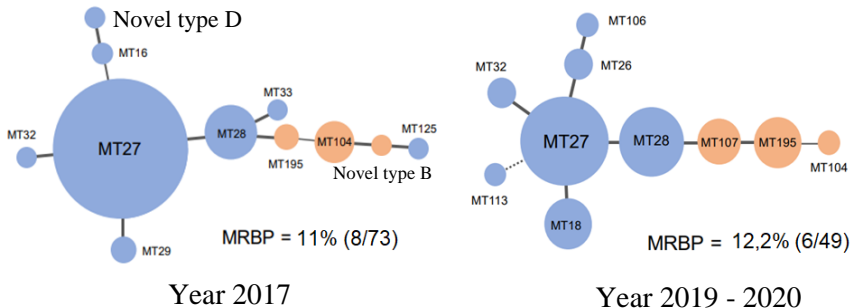 Novel type D
MT16
MT33
MT32
MT27
MT28
MT104
MT125
MT195
Novel type B
MT29
MRBP = 11% (8/73)
Year 2017
MT106
MT26
MT32
MT27
MT28
MT107
MT195
MT104
MT113
MT18
MRBP = 12,2% (6/49)
Year 2019 - 2020